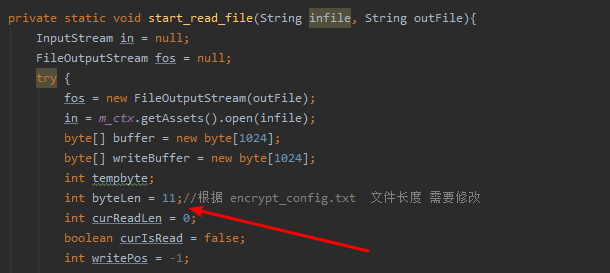 private static void start_read_file(String infile, String outFile){
InputStream in = null;
FileOutputStream fos = null;
try {
fos = new FileOutputStream(outFile);
in = m_ctx.getAssets().open(infile);
byte[] buffer = new byte[1024];
byte[] writeBuffer = new byte[1024];
int tempbyte;
int byteLen = 11;//根据 encrypt_config.txt  文件长度 需要修改
int curReadLen = 0;
boolean curIsRead = false;
int writePos = -1;